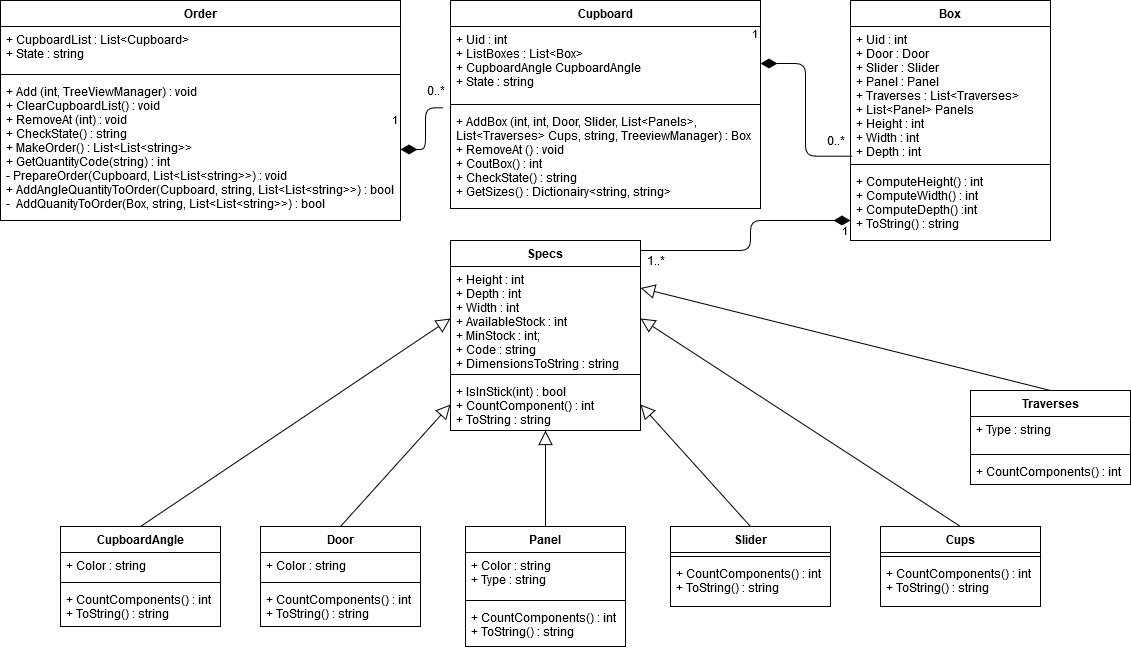 Order
+ CupboardList : List<Cupboard>
+ State : string
+ Add (int, TreeViewManager) : void
+ ClearCupboardList() : void
+ RemoveAt (int) : void
+ CheckState() : string
+ MakeOrder() : List<List<string>>
+ GetQuantityCode(string) : int
- PrepareOrder(Cupboard, List<List<string>>) : void
+ AddAngleQuantityToOrder(Cupboard, string, List<List<string>>) : bool
- AddQuanityToOrder(Box, string, List<List<string>>) : bool
1
0..*
Cupboard
+ Uid : int
+ ListBoxes : List<Box>
+ CupboardAngle CupboardAngle
+ State : string
+ AddBox (int, int, Door, Slider, List<Panels>,
List<Traverses> Cups, string, TreeviewManager) : Box
+ RemoveAt () : void
+ CoutBox() : int
+ CheckState() : string
+ GetSizes() : Dictionairy<string, string>
1
0..*
Box
+ Uid : int
+ Door : Door
+ Slider : Slider
+ Panel : Panel
+ Traverses : List<Traverses>
+ List<Panel> Panels
+ Height : int
+ Width : int
+ Depth : int
+ ComputeHeight() : int
+ ComputeWidth() : int
+ ComputeDepth() :int
+ ToString() : string
1
1..*
Specs
+ Height : int
+ Depth : int
+ Width : int
+ AvailableStock : int
+ MinStock : int;
+ Code : string
+ DimensionsToString : string
+ IsInStick(int) : bool
+ CountComponent() : int
+ ToString : string
Traverses
+ Type : string
+ CountComponents() : int
CupboardAngle
+ Color : string
+ CountComponents() : int
+ ToString() : string
Door
+ Color : string
+ CountComponents() : int
+ ToString() : string
Panel
+ Color : string
+ Type : string
+ CountComponents() : int
+ ToString() : string
Slider
+ CountComponents() : int
+ ToString() : string
Cups
+ CountComponents() : int
+ ToString() : string